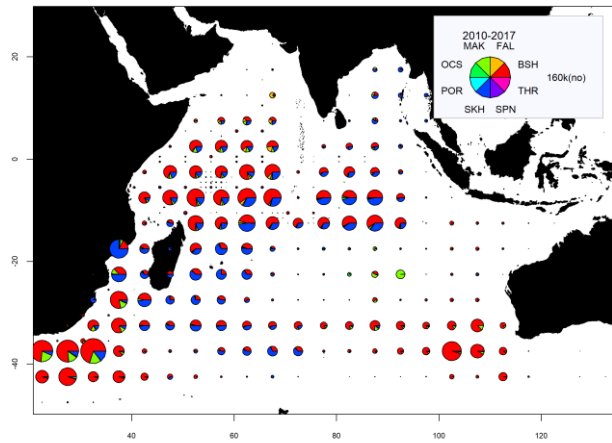 2010-2017
MAK FAL
OCS BSH
160k(no)
POR THR
SKH SPN
20
0
-20
-40
40 60 80 100 120